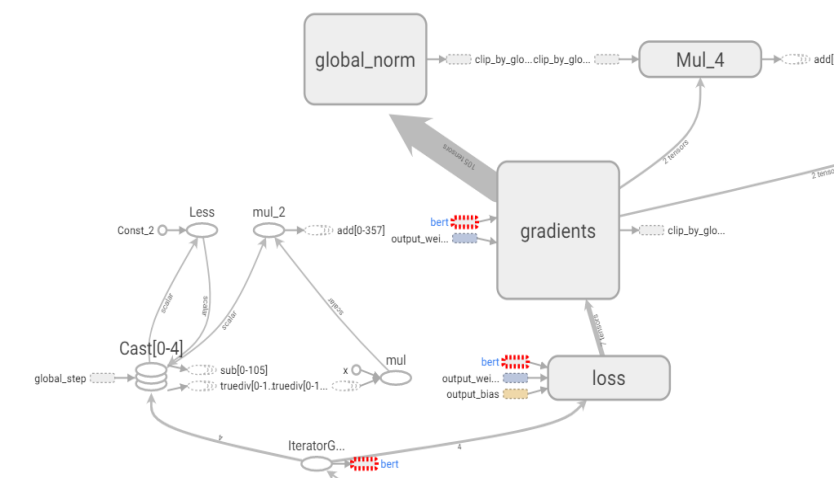 global_norm
clip_by_glo...
clip_by_glo...
Mul_4
add[
105 tensors
2 tensors
2 tenso
Less
mul_2
Const_2
add[0-357]
bert
output_wei...
gradients
clip_by_glo...
scalar
scalar
scalar
scalar
7 tensors
Cast[0-4]
sub[0-105]
global_step
truediv[0-1..
truediv[0-1...
x
mul
bert
output_wei...
output_bias
loss
4
4
IteratorG...
bert